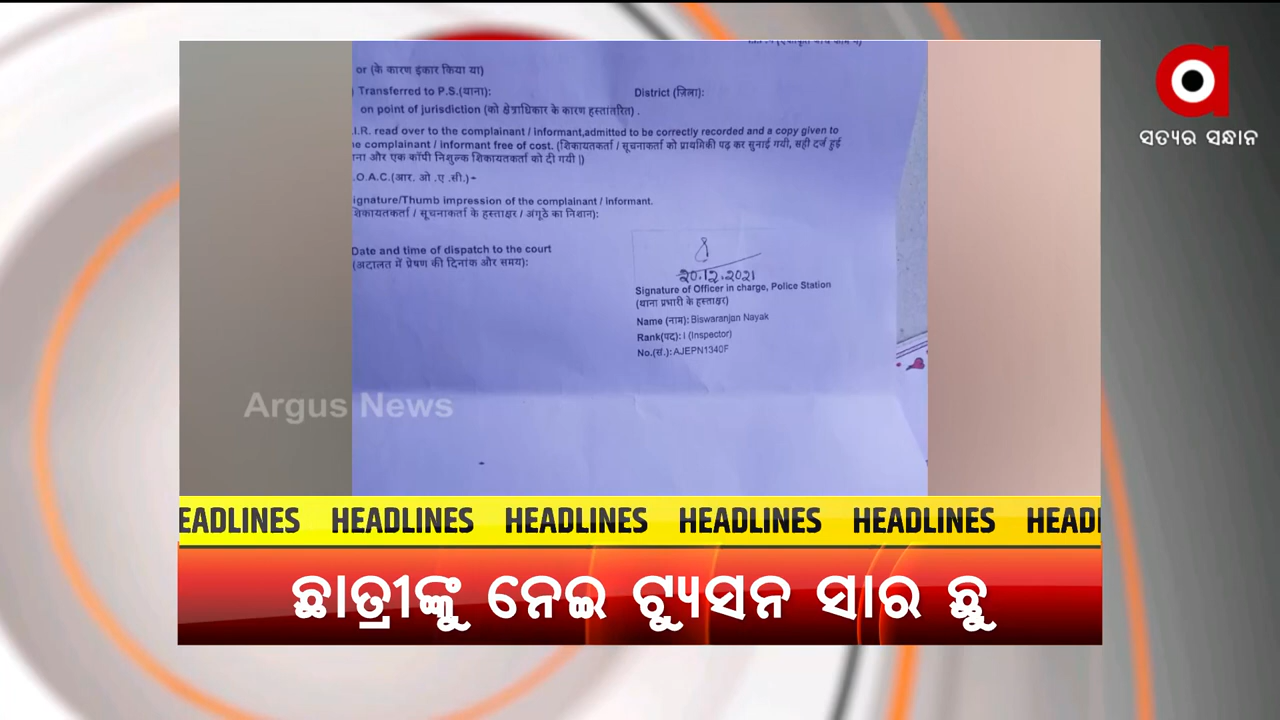 or (के कारण इंकार किया या)
Transferred to P.S.(थाना): District (ज़िला):
on point of jurisdiction (को क्षेत्राधिकार के कारण हस्तांतरित) .
.I.R. read over to the complainant / informant,admitted to be correctly recorded and a copy given to
complainant / informant free of cost. (शिकायतकर्ता / सूचनाकर्ता को प्राथमिकी पढ़ कर सुनाई गयी, सही दर्ज हुई
माना और एक कॉपी निशुल्क शिकायतकर्ता को दी गयी |)
.O.A.C.(आर. ओ .ए .सी.)-
ignature/Thumb impression of the complainant / informant.
शिकायतकर्ता / सूचनाकर्ता के हस्ताक्षर / अंगूठे का निशान):
Date and time of dispatch to the court
(अदालत में प्रेषण की दिनांक और समय):
20.12.2021
Signature of Officer in charge, Police Station
(थाना प्रभारी के हस्ताक्षर)
Name (नाम): Biswaranjan Nayak
Rank(पद): I (Inspector)
No.(सं.): AJEPN1340F
ସତ୍ୟର ସନ୍ଧାନ
Argus News
EADLINES HEADLINES HEADLINES HEADLINES HEADLINES HEADL
ଛାତ୍ରୀଙ୍କୁ ନେଇ ଟ୍ୟୁସନ ସାର ଛୁ